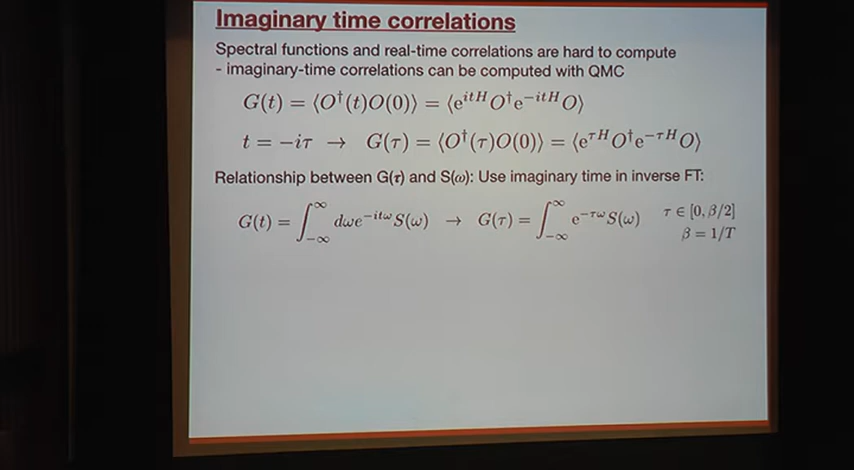 Imaginary time correlations
Spectral functions and real-time correlations are hard to compute
- imaginary-time correlations can be computed with QMC
G(t) = ⟨O†(t)O(0)⟩ = ⟨e^{itH}O†e^{-itH}O⟩
t = -iτ → G(τ) = ⟨O†(τ)O(0)⟩ = ⟨e^{τH}O†e^{-τH}O⟩
Relationship between G(τ) and S(ω): Use imaginary time in inverse FT:
G(t) = ∫_{-∞}^{∞} dωe^{-itω}S(ω) → G(τ) = ∫_{-∞}^{∞} e^{-τω}S(ω) τ ∈ [0, β/2]
β = 1/T